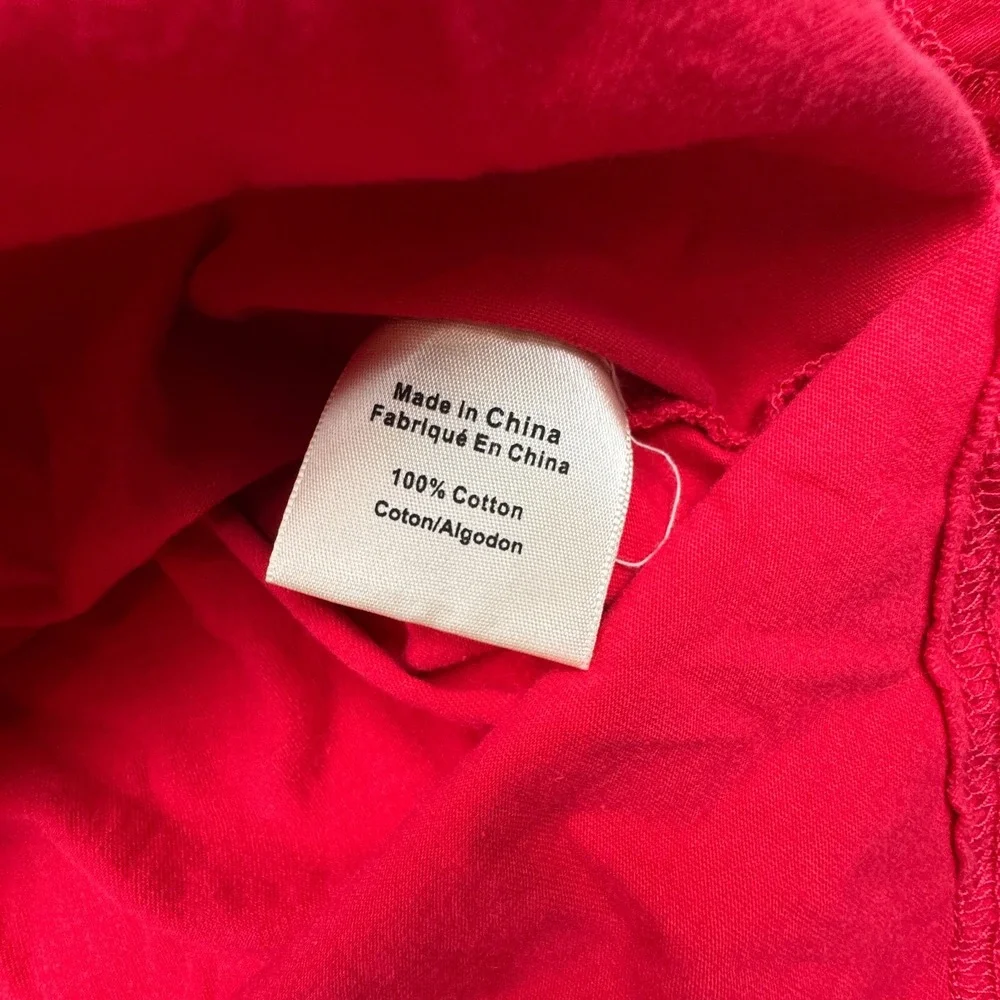 Made In China
Fabriqué En China
100% Cotton
Coton/Algodon